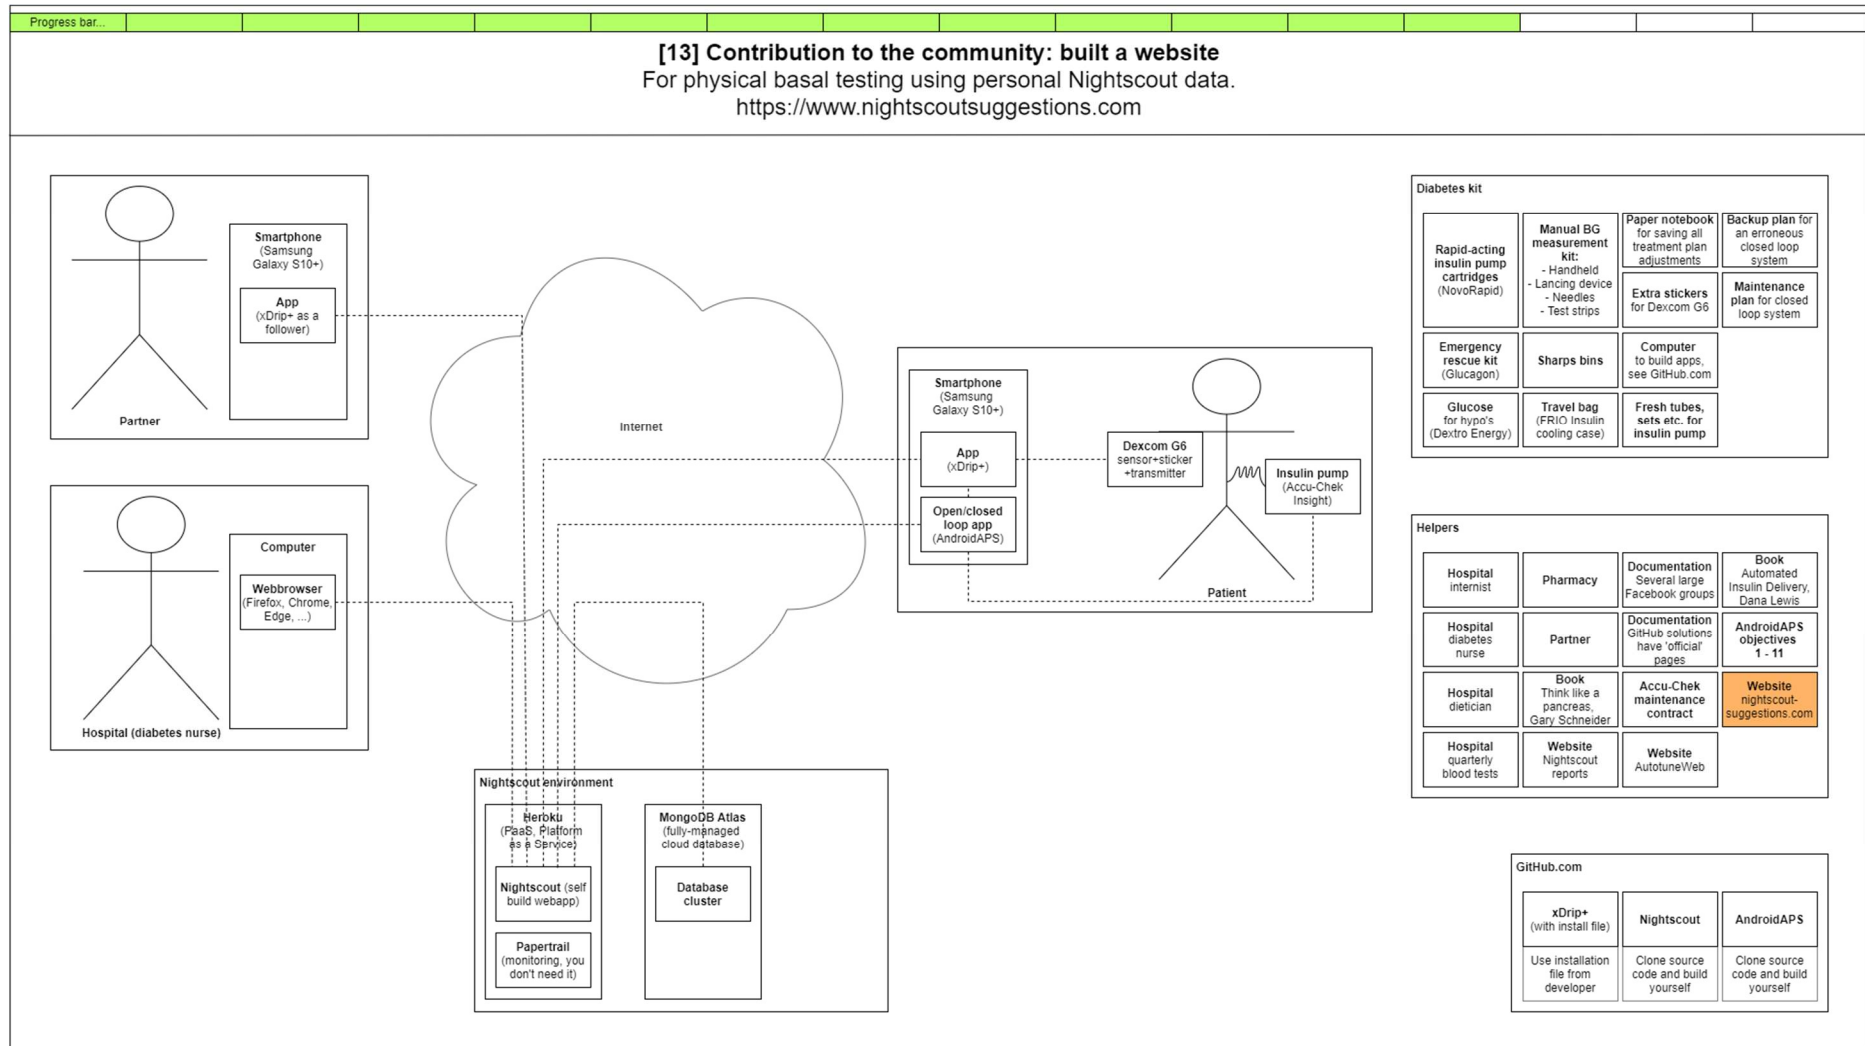 Progress bar...
[13] Contribution to the community: built a website
For physical basal testing using personal Nightscout data.
https://www.nightscoutsuggestions.com
Smartphone
(Samsung
Galaxy S10+)
App
(xDrip+ as a
follower)
Partner
Computer
Webbrowser
(Firefox, Chrome,
Edge, ...)
Hospital (diabetes nurse)
Internet
Smartphone
(Samsung
Galaxy S10+)
App
(xDrip+)
Open/closed
loop app
(AndroidAPS)
Dexcom G6
sensor+sticker
+transmitter
Insulin pump
(Accu-Chek
Insight)
Patient
Nightscout environment
Heroku
(PaaS, Platform
as a Service)
Nightscout (self
build webapp)
Papertrail
(monitoring, you
don't need it)
MongoDB Atlas
(fully-managed
cloud database)
Database
cluster
Diabetes kit
Rapid-acting
insulin pump
cartridges
(NovoRapid)
Manual BG
measurement
kit:
- Handheld
- Lancing device
- Needles
- Test strips
Paper notebook
for saving all
treatment plan
adjustments
Backup plan for
an erroneous
closed loop
system
Extra stickers
for Dexcom G6
Maintenance
plan for closed
loop system
Emergency
rescue kit
(Glucagon)
Sharps bins
Computer
to build apps,
see GitHub.com
Glucose
for hypo's
(Dextro Energy)
Travel bag
(FRIO Insulin
cooling case)
Fresh tubes,
sets etc. for
insulin pump
Helpers
Hospital
internist
Pharmacy
Documentation
Several large
Facebook groups
Book
Automated
Insulin Delivery,
Dana Lewis
Hospital
diabetes
nurse
Partner
Documentation
GitHub solutions
have 'official'
pages
AndroidAPS
objectives
1 - 11
Hospital
dietician
Book
Think like a
pancreas,
Gary Schneider
Accu-Chek
maintenance
contract
Website
nightscout-
suggestions.com
Hospital
quarterly
blood tests
Website
Nightscout
reports
Website
AutotuneWeb
GitHub.com
xDrip+
(with install file)
Nightscout
AndroidAPS
Use installation
file from
developer
Clone source
code and build
yourself
Clone source
code and build
yourself